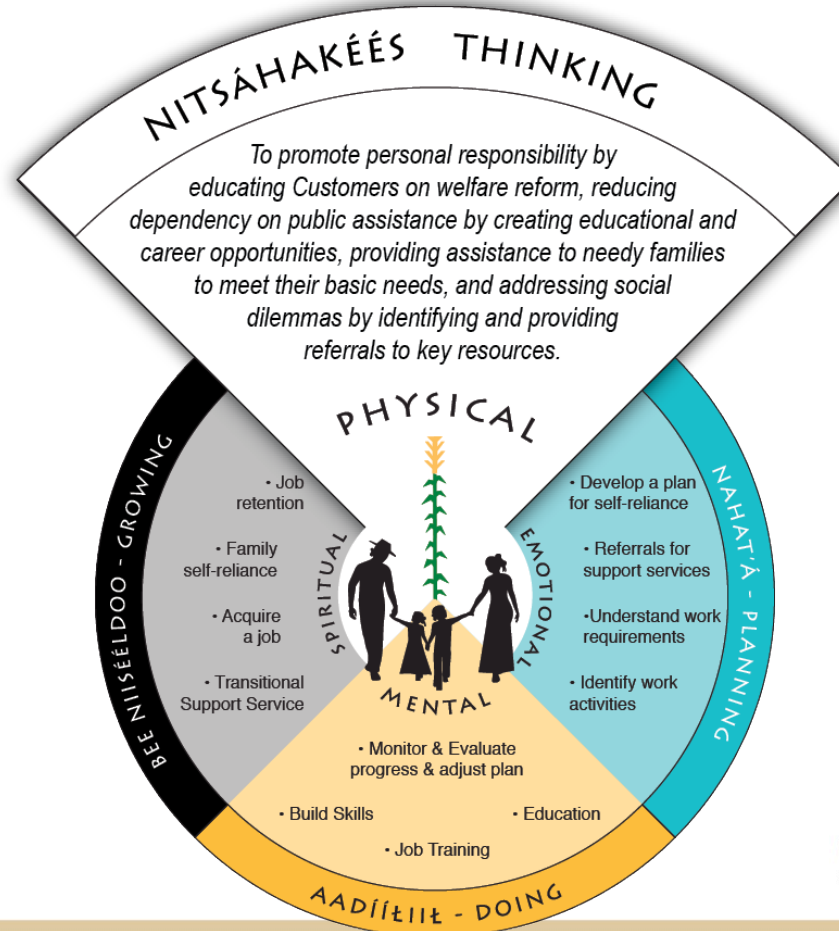 NITSÁHAKÉÉS THINKING
To promote personal responsibility by
educating Customers on welfare reform, reducing
dependency on public assistance by creating educational and
career opportunities, providing assistance to needy families
to meet their basic needs, and addressing social
dilemmas by identifying and providing
referrals to key resources.
PHYSICAL
NAHAT'Á - PLANNING
• Develop a plan
for self-reliance
• Referrals for
support services
•Understand work
requirements
• Identify work
activities
EMOTIONAL
MENTAL
• Monitor & Evaluate
progress & adjust plan
• Build Skills
• Education
• Job Training
AADÍÍŁIIŁ - DOING
SPIRITUAL
• Job
retention
• Family
self-reliance
• Acquire
a job
• Transitional
Support Service
BEE NIISÉÉLDOO - GROWING